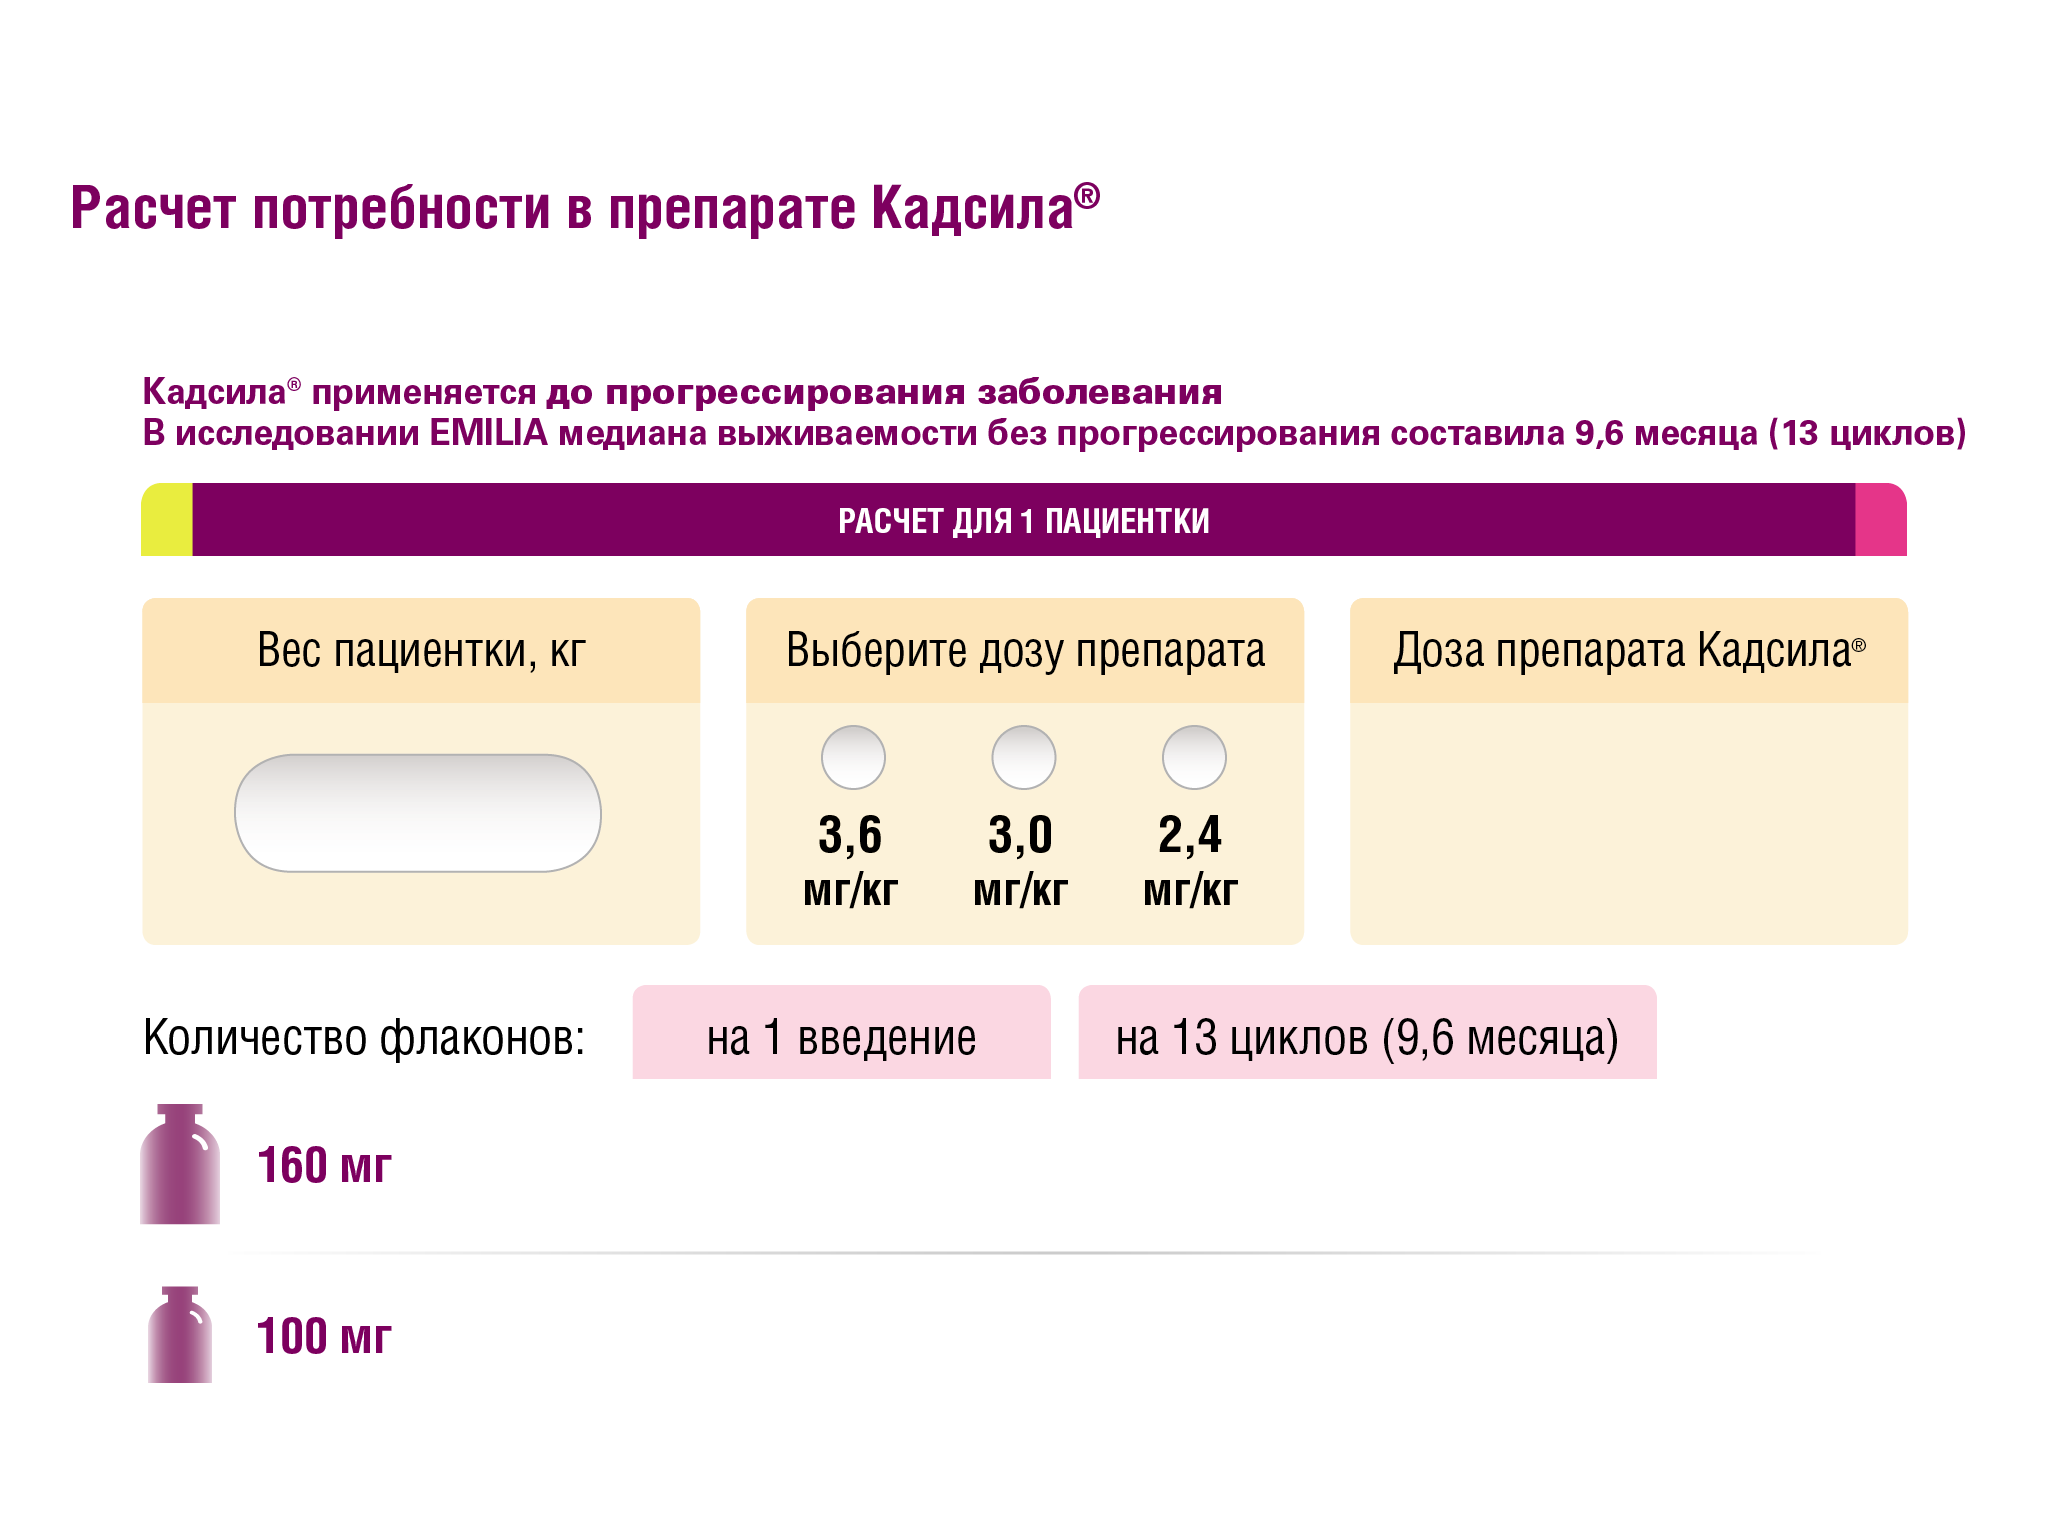 Расчет потребности в препарате Кадсила®
Кадсила® применяется до прогрессирования заболевания
В исследовании EMILIA медиана выживаемости без прогрессирования составила 9,6 месяца (13 циклов)
РАСЧЕТ ДЛЯ 1 ПАЦИЕНТКИ
Вес пациентки, кг
Выберите дозу препарата
3,6 3,0 2,4
мг/кг мг/кг мг/кг
Доза препарата Кадсила®
Количество флаконов: на 1 введение на 13 циклов (9,6 месяца)
160 мг
100 мг